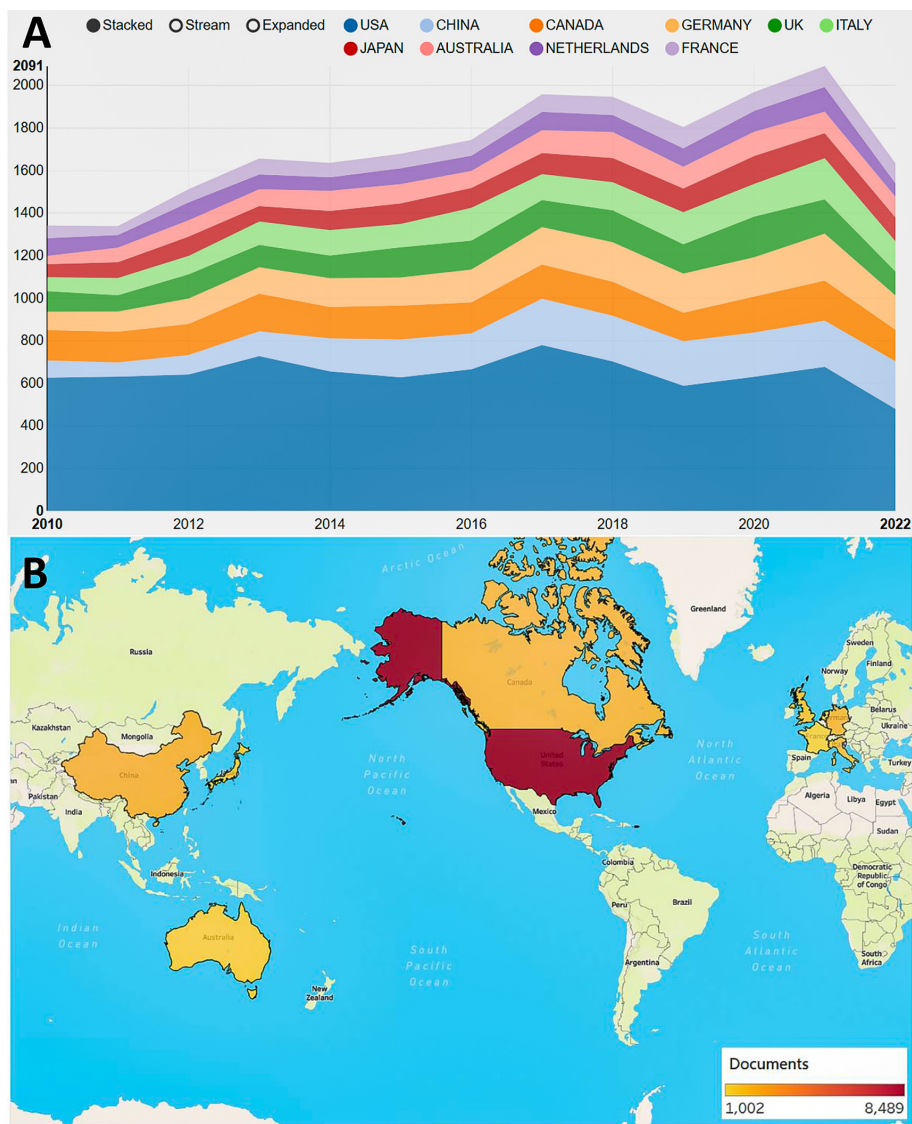 A
Stacked Stream Expanded USA CHINA CANADA GERMANY UK ITALY
JAPAN AUSTRALIA NETHERLANDS FRANCE
2091
2000
1800
1600
1400
1200
1000
800
600
400
200
0
2010 2012 2014 2016 2018 2020 2022
B
Arctic Ocean
Greenland
Russia
Sweden
Finland
Norway
Canada
Belarus
Kazakhstan
Ukraine
Mongolia
Germany
France
North
Pacific
Ocean
North
Atlantic
Ocean
United
States
Spain
Turkey
China
Pakistan
India
Algeria
Libya
Egypt
Mexico
Sudan
Indonesia
Colombia
Democratic
Republic
of Congo
Peru
Brazil
Indian
Ocean
Australia
South
Pacific
Ocean
South
Atlantic
Ocean
Argentina
South
Africa
New
Zealand
Documents
1,002 8,489